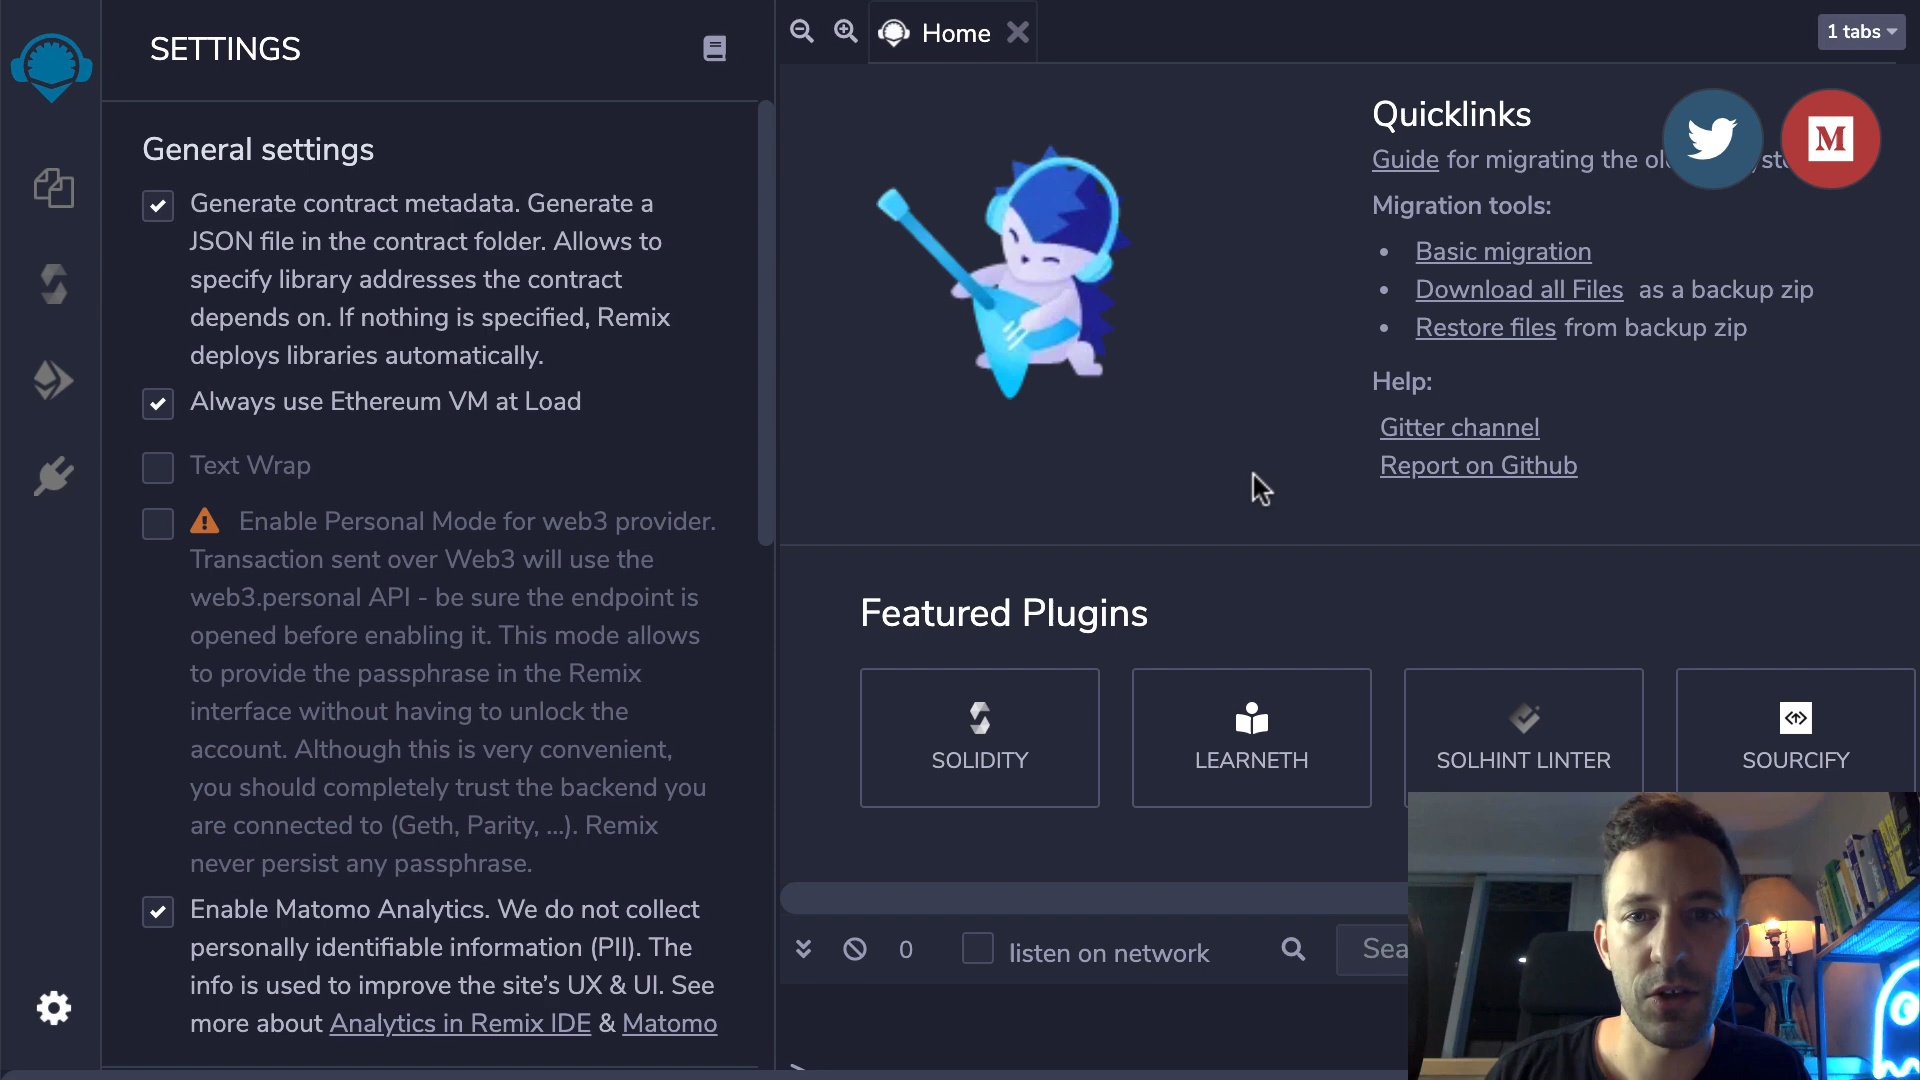 SETTINGS
General settings
Generate contract metadata. Generate a
JSON file in the contract folder. Allows to
specify library addresses the contract
depends on. If nothing is specified, Remix
deploys libraries automatically.
Always use Ethereum VM at Load
Text Wrap
Enable Personal Mode for web3 provider.
Transaction sent over Web3 will use the
web3.personal API - be sure the endpoint is
opened before enabling it. This mode allows
to provide the passphrase in the Remix
interface without having to unlock the
account. Although this is very convenient,
you should completely trust the backend you
are connected to (Geth, Parity, ...). Remix
never persist any passphrase.
Enable Matomo Analytics. We do not collect
personally identifiable information (PII). The
info is used to improve the site's UX & UI. See
more about Analytics in Remix IDE & Matomo
Home
1 tabs
Quicklinks
Guide for migrating the
Migration tools:
• Basic migration
• Download all Files as a backup zip
• Restore files from backup zip
Help:
Gitter channel
Report on Github
M
Featured Plugins
SOLIDITY
LEARNETH
SOLHINT LINTER
SOURCIFY
0
listen on network
>